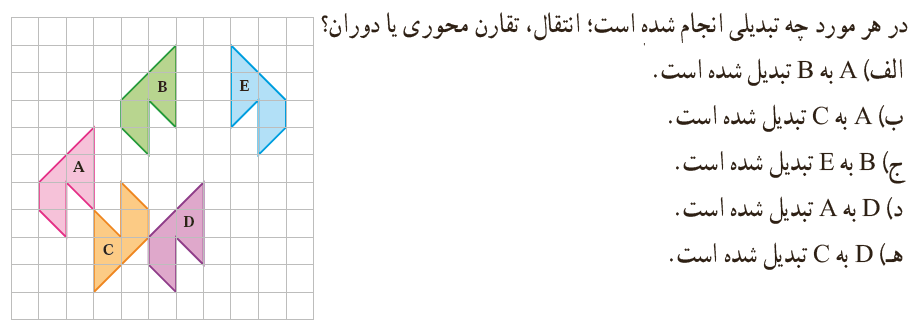 در هر مورد چه تبدیلی انجام شده است؛ انتقال، تقارن محوری یا دوران؟
الف) A به B تبدیل شده است.
ب) A به C تبدیل شده است.
ج) B به E تبدیل شده است.
د) D به A تبدیل شده است.
هـ) D به C تبدیل شده است.
B
E
A
D
C